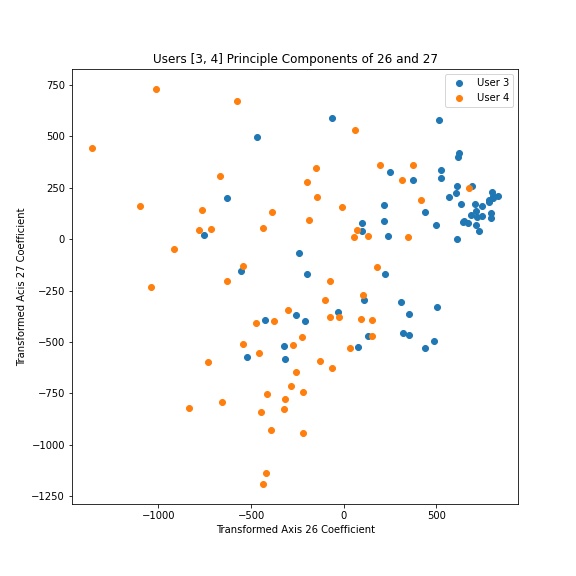 Users [3, 4] Principle Components of 26 and 27
User 3
User 4
750
500
250
0
−250
−500
−750
−1000
−1250
Transformed Acis 27 Coefficient
−1000 −500 0 500
Transformed Axis 26 Coefficient